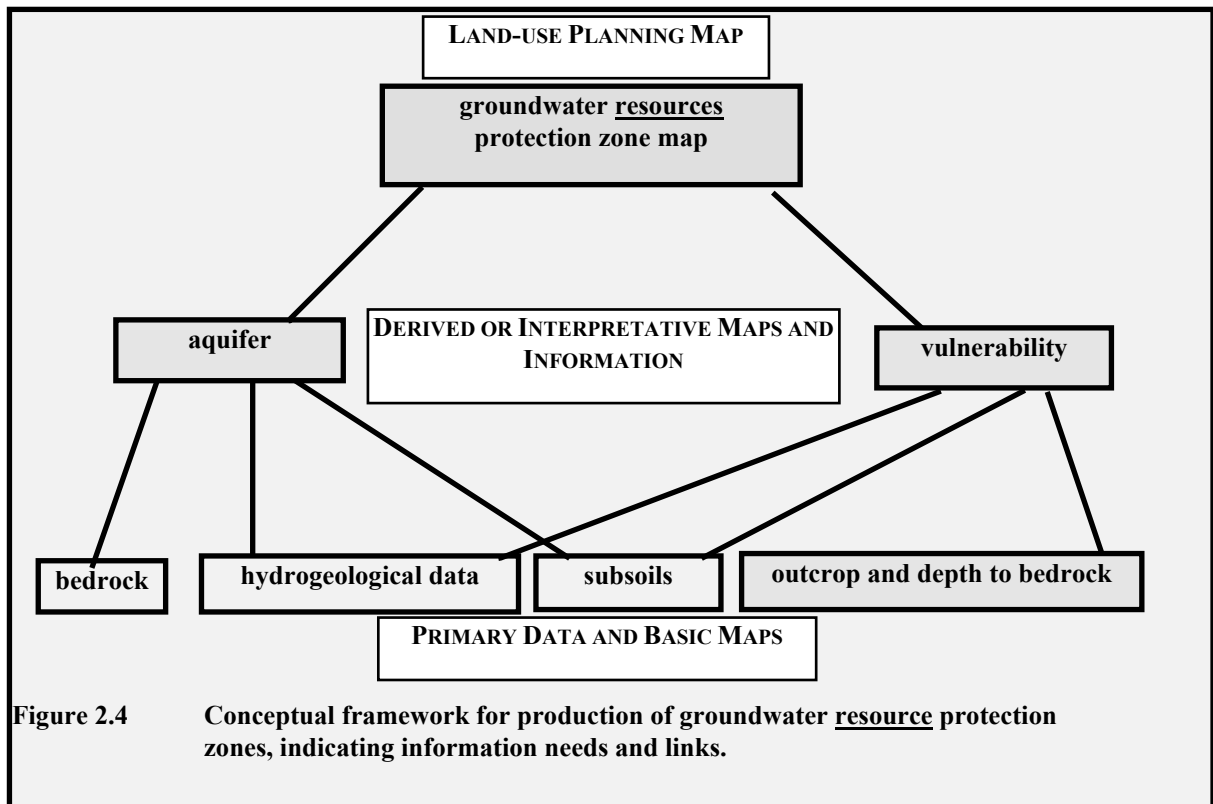 LAND-USE PLANNING MAP
groundwater resources
protection zone map
aquifer
DERIVED OR INTERPRETATIVE MAPS AND
INFORMATION
vulnerability
bedrock
hydrogeological data
subsoils
outcrop and depth to bedrock
PRIMARY DATA AND BASIC MAPS
Figure 2.4 Conceptual framework for production of groundwater resource protection
zones, indicating information needs and links.